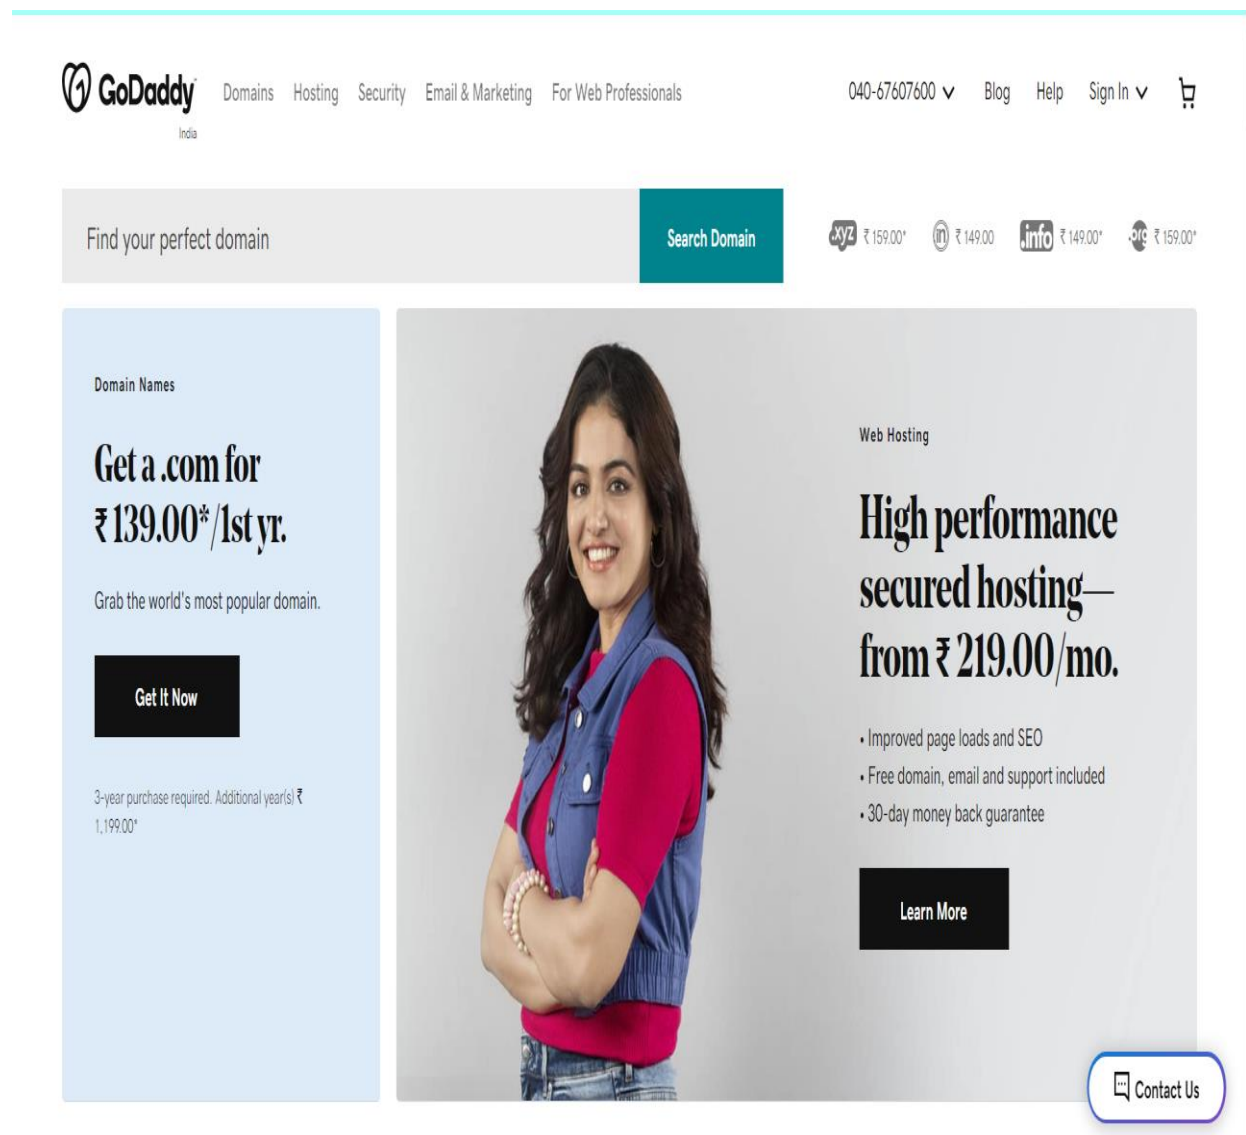 GoDaddy
India
Domains
Hosting
Security
Email & Marketing
For Web Professionals
040-67607600
Blog
Help
Sign In
Find your perfect domain
Search Domain
.xyz ₹ 159.00*
in ₹ 149.00
.info ₹ 149.00*
.org ₹ 159.00*
Domain Names
Get a .com for
₹ 139.00*/1st yr.
Grab the world's most popular domain.
Get It Now
3-year purchase required. Additional year(s) ₹
1,199.00*
Web Hosting
High performance
secured hosting—
from ₹ 219.00/mo.
• Improved page loads and SEO
• Free domain, email and support included
• 30-day money back guarantee
Learn More
Contact Us